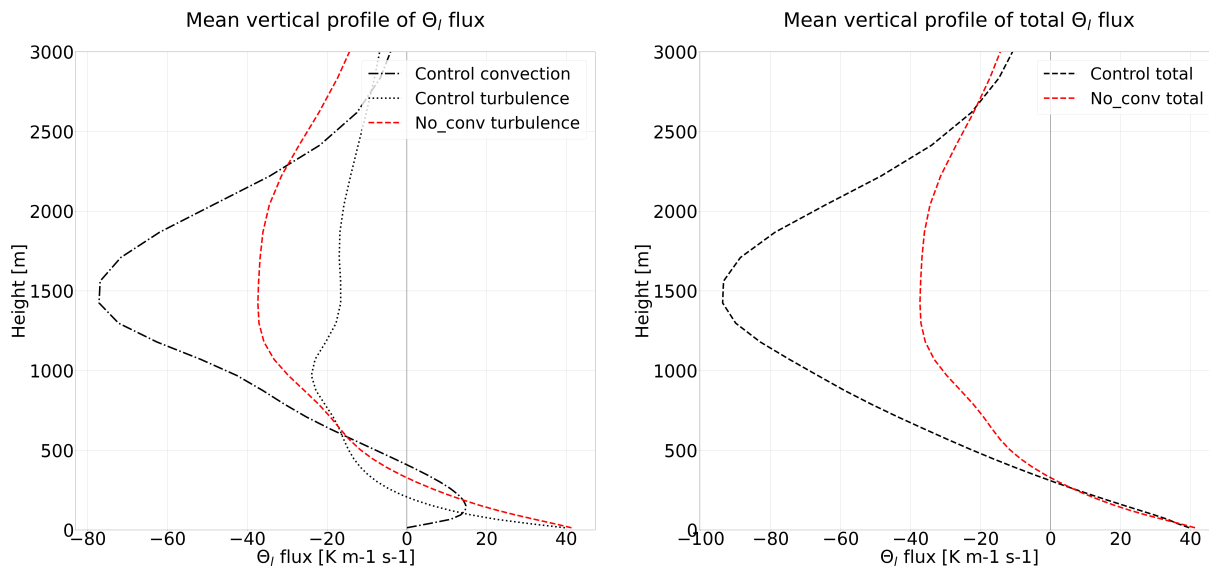 Mean vertical profile of Θl flux
3000
2500
2000
1500
1000
500
0
Height [m]
−80
−60
−40
−20
0
20
40
Θl flux [K m-1 s-1]
Control convection
Control turbulence
No_conv turbulence
Mean vertical profile of total Θl flux
3000
2500
2000
1500
1000
500
0
Height [m]
−100
−80
−60
−40
−20
0
20
40
Θl flux [K m-1 s-1]
Control total
No_conv total